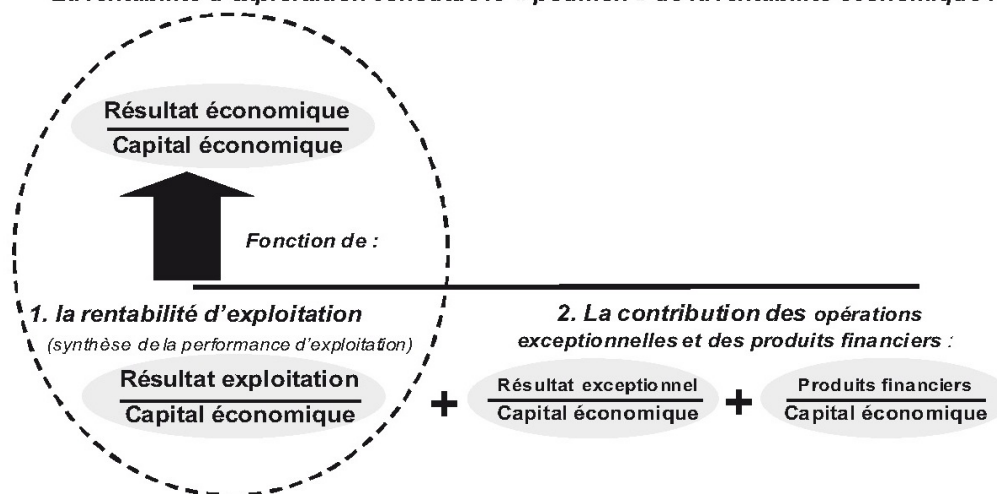 Résultat économique
Capital économique
Fonction de :
1. la rentabilité d'exploitation
(synthèse de la performance d'exploitation)
Résultat exploitation
Capital économique
2. La contribution des opérations
exceptionnelles et des produits financiers :
+
Résultat exceptionnel
Capital économique
+
Produits financiers
Capital économique